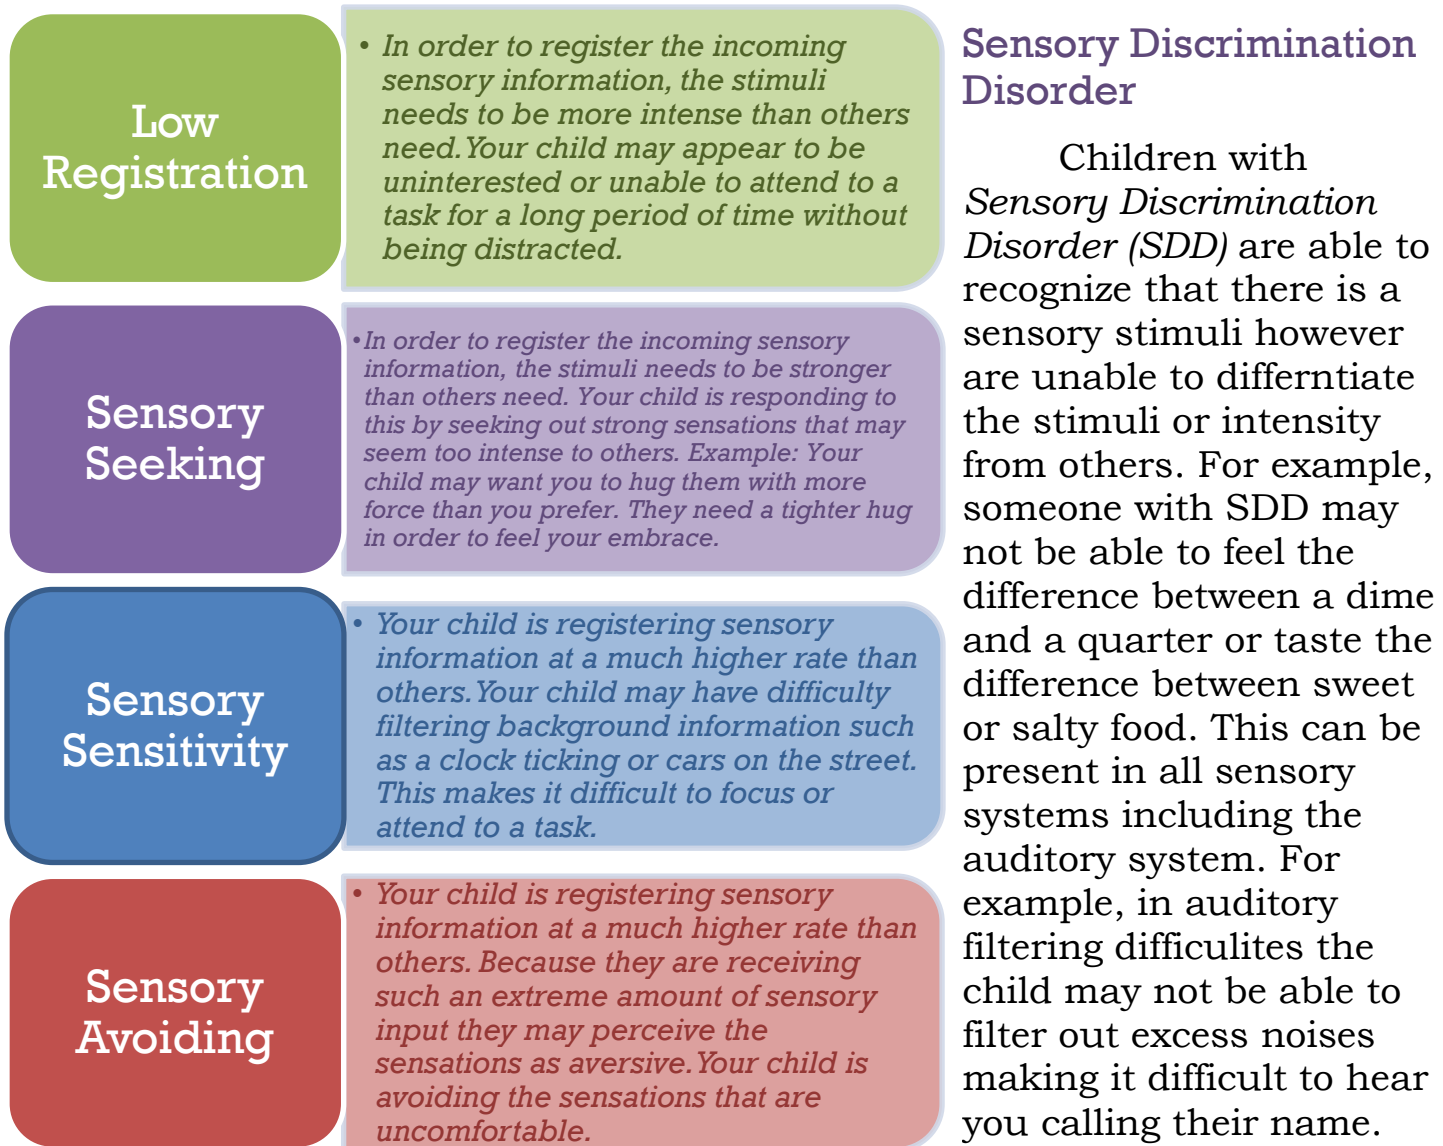 Low
Registration
• In order to register the incoming
sensory information, the stimuli
needs to be more intense than others
need. Your child may appear to be
uninterested or unable to attend to a
task for a long period of time without
being distracted.
Sensory
Seeking
• In order to register the incoming sensory
information, the stimuli needs to be stronger
than others need. Your child is responding to
this by seeking out strong sensations that may
seem too intense to others. Example: Your
child may want you to hug them with more
force than you prefer. They need a tighter hug
in order to feel your embrace.
Sensory
Sensitivity
• Your child is registering sensory
information at a much higher rate than
others. Your child may have difficulty
filtering background information such
as a clock ticking or cars on the street.
This makes it difficult to focus or
attend to a task.
Sensory
Avoiding
• Your child is registering sensory
information at a much higher rate than
others. Because they are receiving
such an extreme amount of sensory
input they may perceive the
sensations as aversive. Your child is
avoiding the sensations that are
uncomfortable.
Sensory Discrimination
Disorder
Children with
Sensory Discrimination
Disorder (SDD) are able to
recognize that there is a
sensory stimuli however
are unable to differntiate
the stimuli or intensity
from others. For example,
someone with SDD may
not be able to feel the
difference between a dime
and a quarter or taste the
difference between sweet
or salty food. This can be
present in all sensory
systems including the
auditory system. For
example, in auditory
filtering difficulites the
child may not be able to
filter out excess noises
making it difficult to hear
you calling their name.